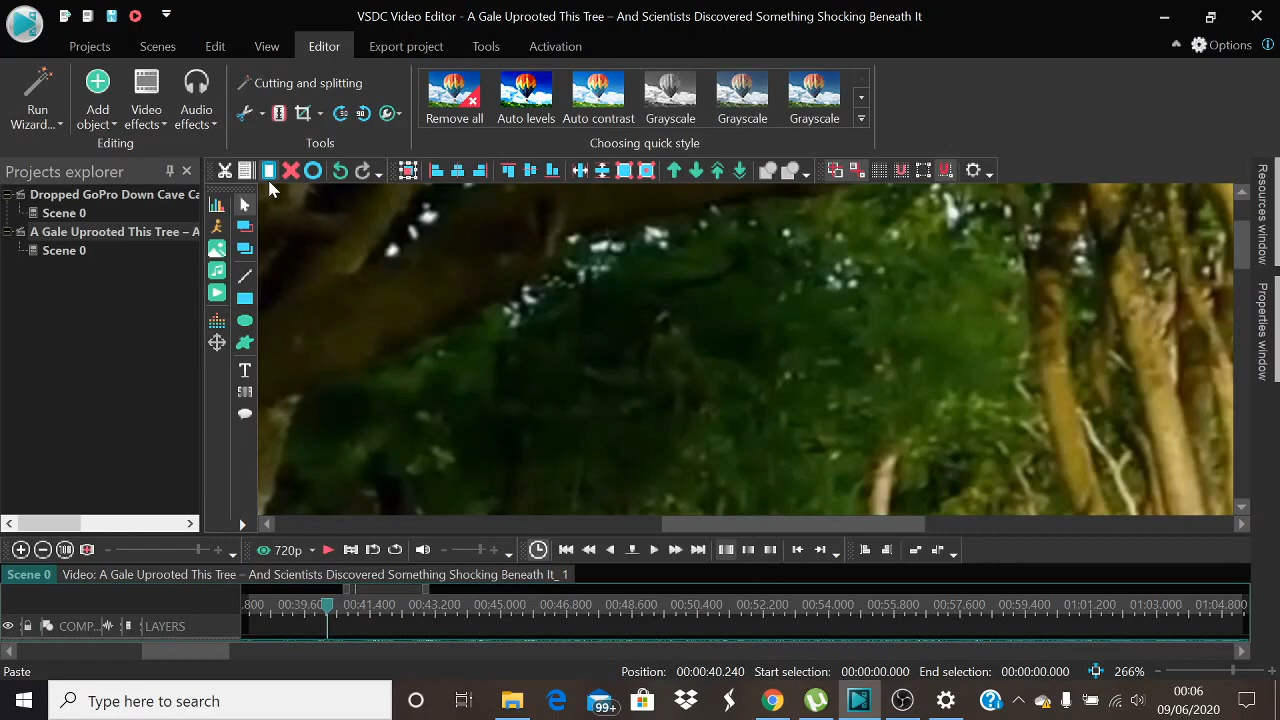 VSDC Video Editor - A Gale Uprooted This Tree – And Scientists Discovered Something Shocking Beneath It
Projects Scenes Edit View Editor Export project Tools Activation Options
Run Wizard...
Add object
Video effects
Audio effects
Editing
Cutting and splitting
Tools
Remove all Auto levels Auto contrast Grayscale Grayscale Grayscale
Choosing quick style
Projects explorer
Dropped GoPro Down Cave Ca
Scene 0
A Gale Uprooted This Tree – A
Scene 0
Resources window
Properties window
T
720p
Scene 0 Video: A Gale Uprooted This Tree – And Scientists Discovered Something Shocking Beneath It_ 1
.800 00:39.60 00:41.400 00:43.200 00:45.000 00:46.800 00:48.600 00:50.400 00:52.200 00:54.000 00:55.800 00:57.600 00:59.400 01:01.200 01:03.000 01:04.800
COMP... LAYERS
Paste Position: 00:00:40.240 Start selection: 00:00:00.000 End selection: 00:00:00.000 266%
Type here to search
99+
00:06
09/06/2020